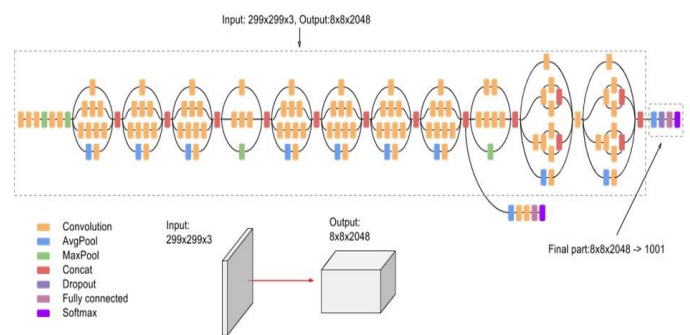 Input: 299x299x3, Output:8x8x2048
Convolution
AvgPool
MaxPool
Concat
Dropout
Fully connected
Softmax
Input:
299x299x3
Output:
8x8x2048
Final part:8x8x2048 -> 1001